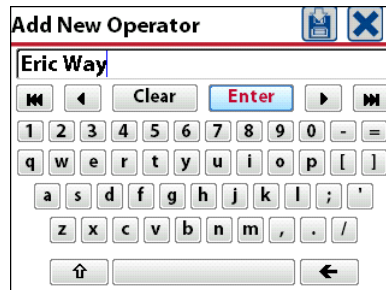 Add New Operator
Eric Way
Clear Enter
1 2 3 4 5 6 7 8 9 0 - =
q w e r t y u i o p [ ]
a s d f g h j k l ; '
z x c v b n m , . /